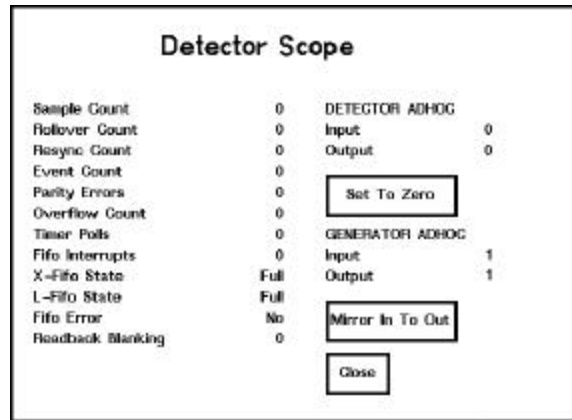 Detector Scope
Sample Count 0
Rollover Count 0
Resync Count 0
Event Count 0
Parity Errors 0
Overflow Count 0
Timer Polls 0
Fifo Interrupts 0
X-Fifo State Full
L-Fifo State Full
Fifo Error No
Readback Blanking 0
DETECTOR ADHOC
Input 0
Output 0
Set To Zero
GENERATOR ADHOC
Input 1
Output 1
Mirror In To Out
Close